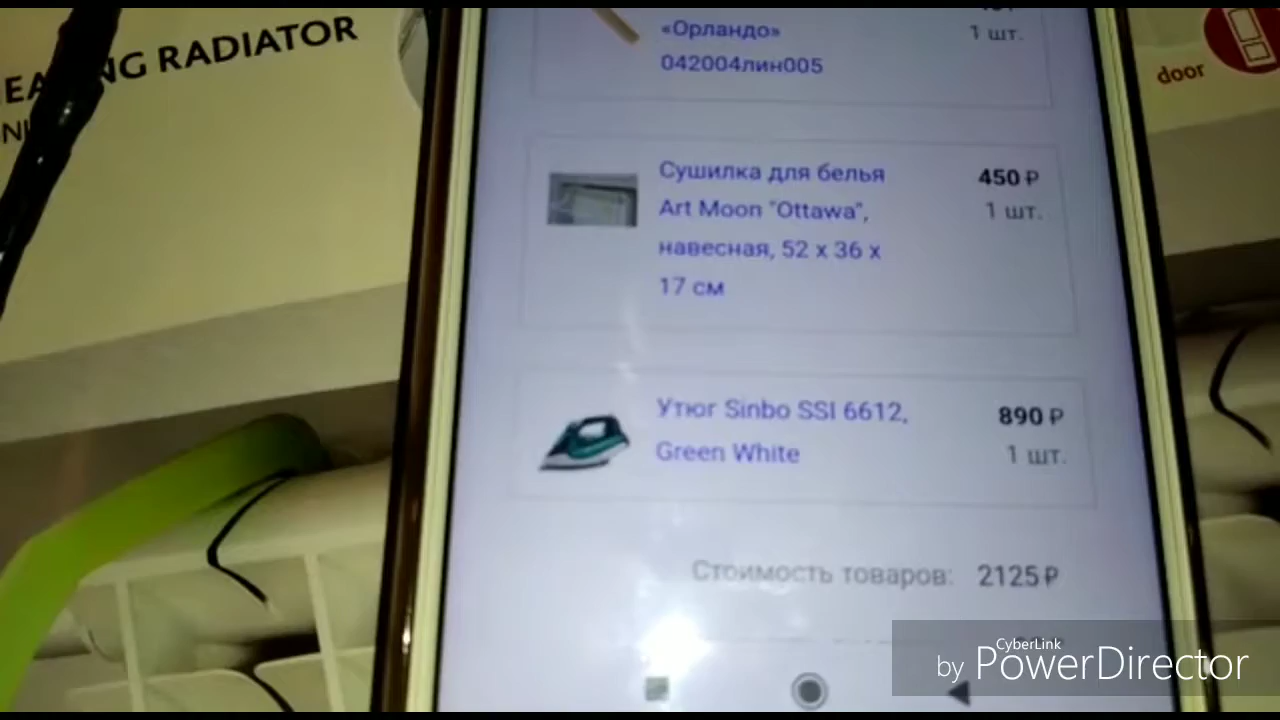 RADIATOR
door
«Орландо»
1 шт.
042004лин005
Сушилка для белья
450 ₽
Art Moon "Ottawa",
1 шт.
навесная, 52 x 36 x
17 см
Утюг Sinbo SSI 6612,
890 ₽
Green White
1 шт.
Стоимость товаров: 2125 ₽
CyberLink
by PowerDirector